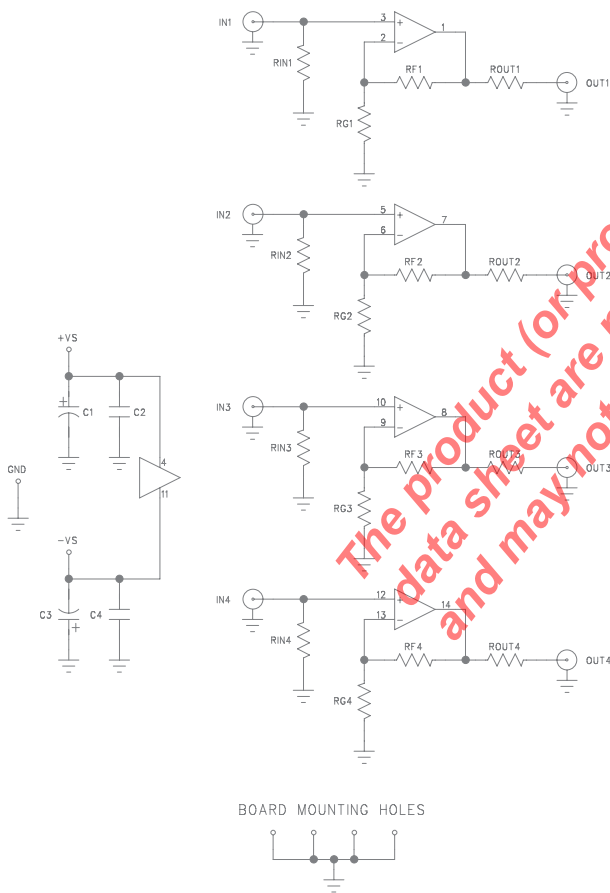 IN1
3
+
1
2
−
RIN1
RF1
ROUT1
OUT1
RG1
IN2
5
+
7
6
−
RIN2
RF2
ROUT2
OUT2
RG2
+VS
+
C1
C2
4
11
GND
−VS
C3
+
C4
IN3
10
+
8
9
−
RIN3
RF3
ROUT3
OUT3
RG3
IN4
12
+
14
13
−
RIN4
RF4
ROUT4
OUT4
RG4
The product (or pro
data sheet are
and may not
BOARD MOUNTING HOLES